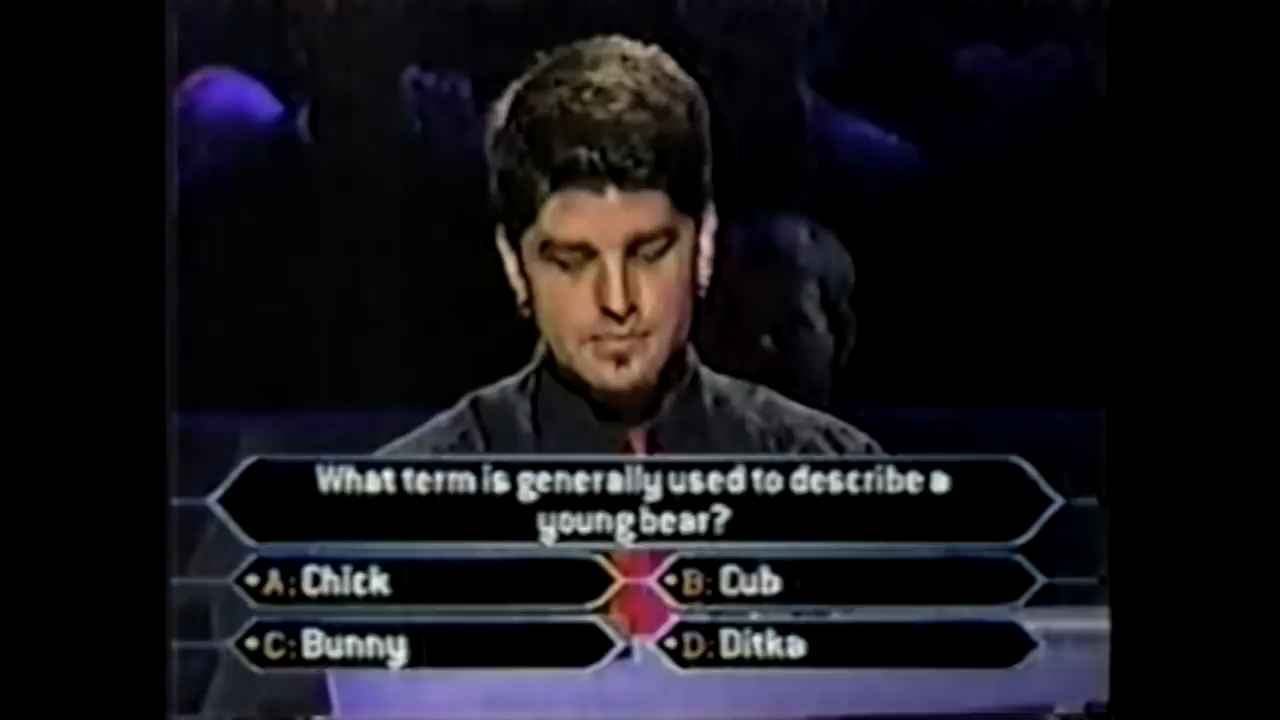 What term is generally used to describe a
young bear?
A: Chick
B: Cub
C: Bunny
D: Ditka